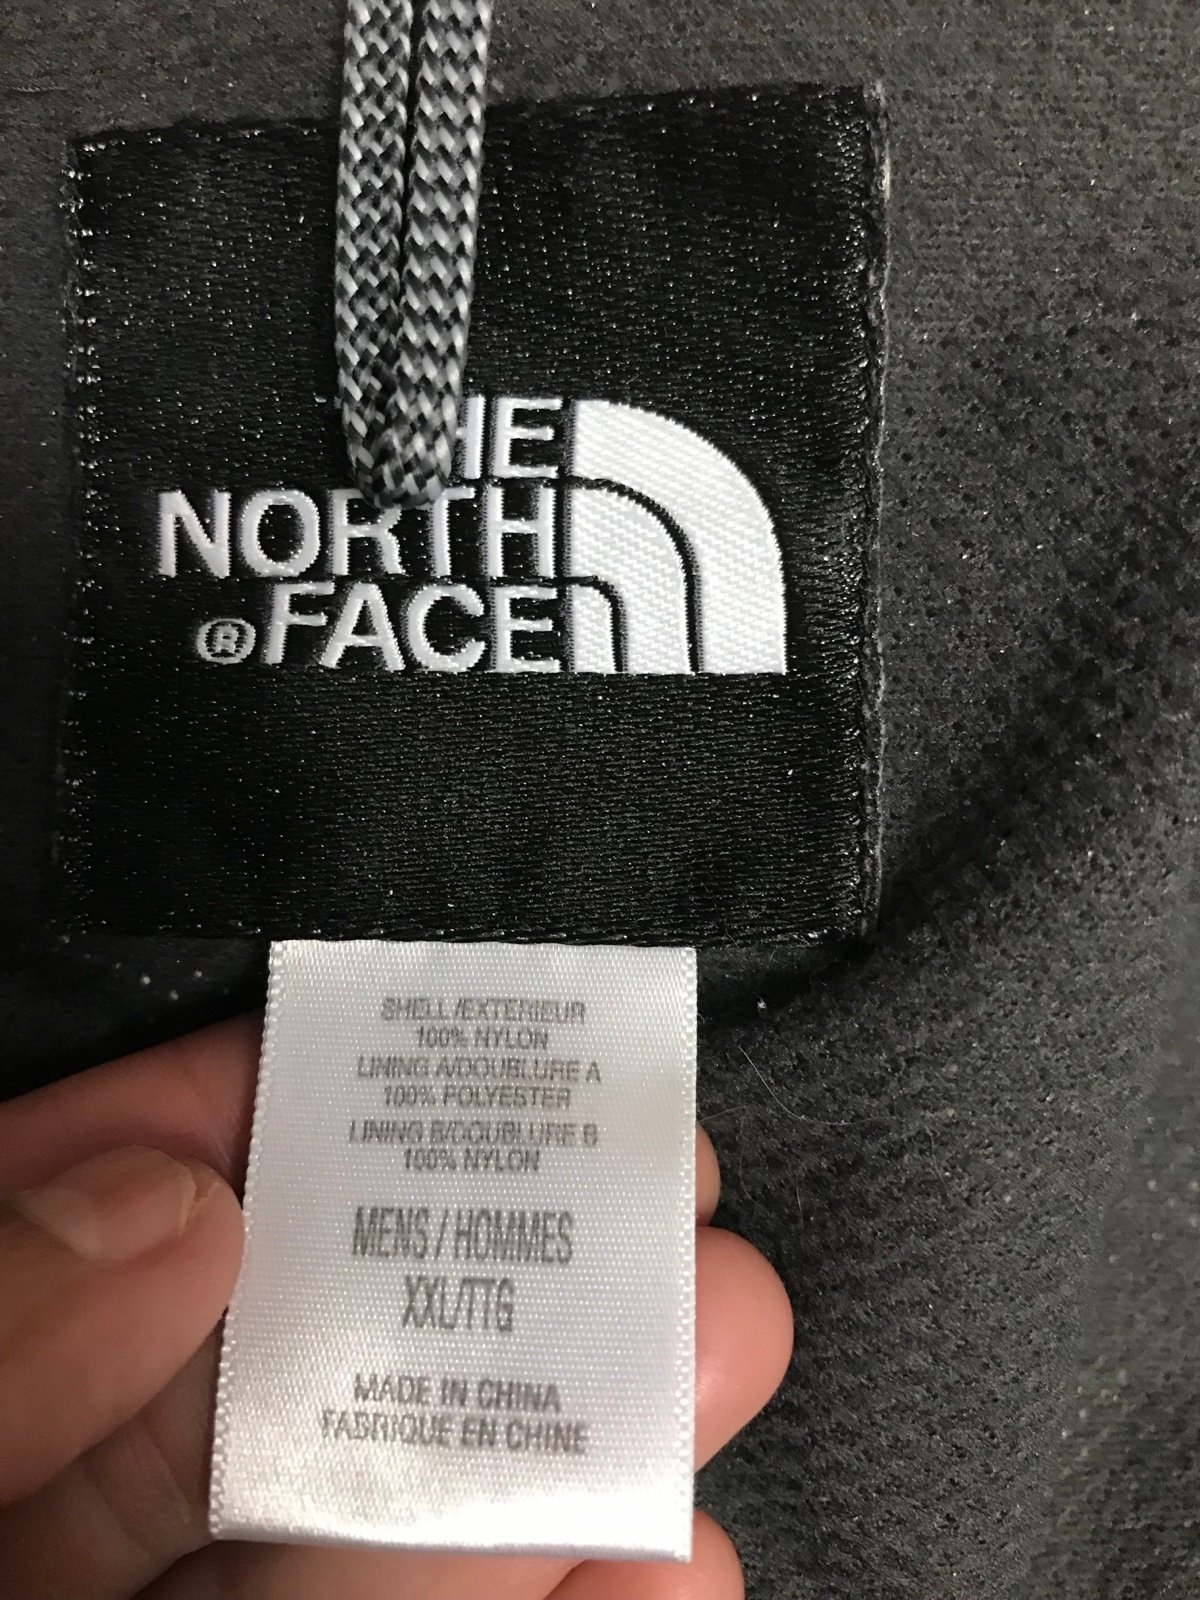 HE
NORTH
® FACE
SHELL/EXTERIEUR
100% NYLON
LINING A/DOUBLURE A
100% POLYESTER
LINING B/DOUBLURE B
100% NYLON
MENS / HOMMES
XXL/TTG
MADE IN CHINA
FABRIQUE EN CHINE